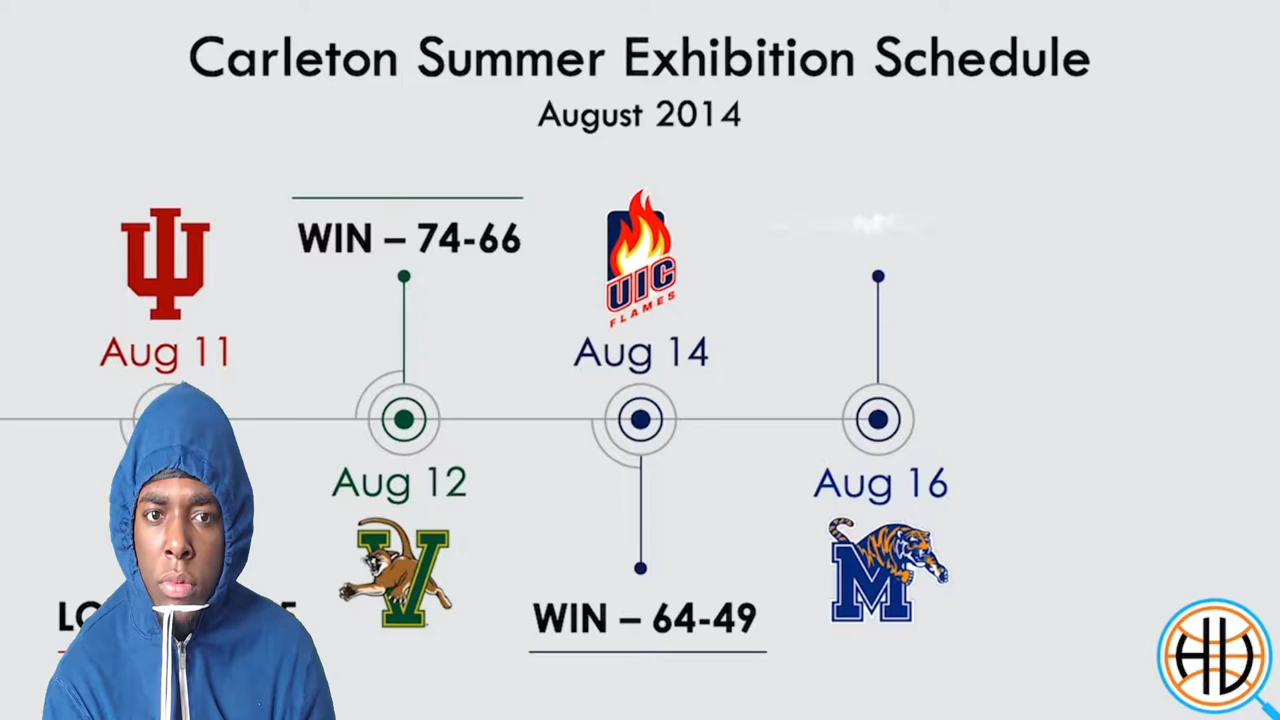 Carleton Summer Exhibition Schedule
August 2014
WIN – 74-66
UIC
FLAMES
Aug 11
Aug 14
Aug 12
Aug 16
V
M
WIN – 64-49